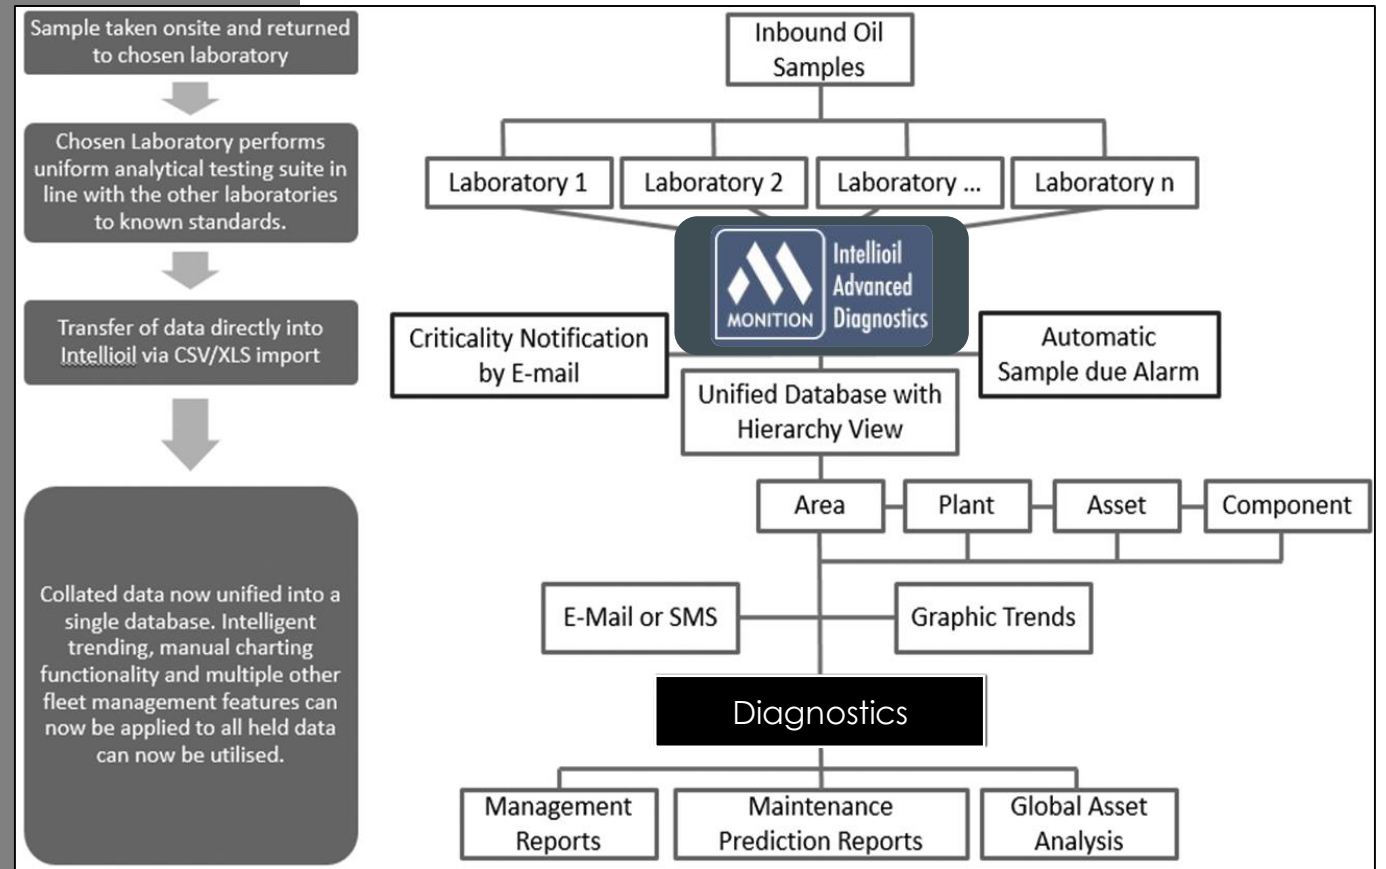 Sample taken onsite and returned
to chosen laboratory
Chosen Laboratory performs
uniform analytical testing suite in
line with the other laboratories
to known standards.
Transfer of data directly into
Intellioil via CSV/XLS import
Collated data now unified into a
single database. Intelligent
trending, manual charting
functionality and multiple other
fleet management features can
now be applied to all held data
can now be utilised.
Inbound Oil
Samples
Laboratory 1
Laboratory 2
Laboratory ...
Laboratory n
MONITION
Intellioil
Advanced
Diagnostics
Criticality Notification
by E-mail
Automatic
Sample due Alarm
Unified Database with
Hierarchy View
Area
Plant
Asset
Component
E-Mail or SMS
Graphic Trends
Diagnostics
Management
Reports
Maintenance
Prediction Reports
Global Asset
Analysis